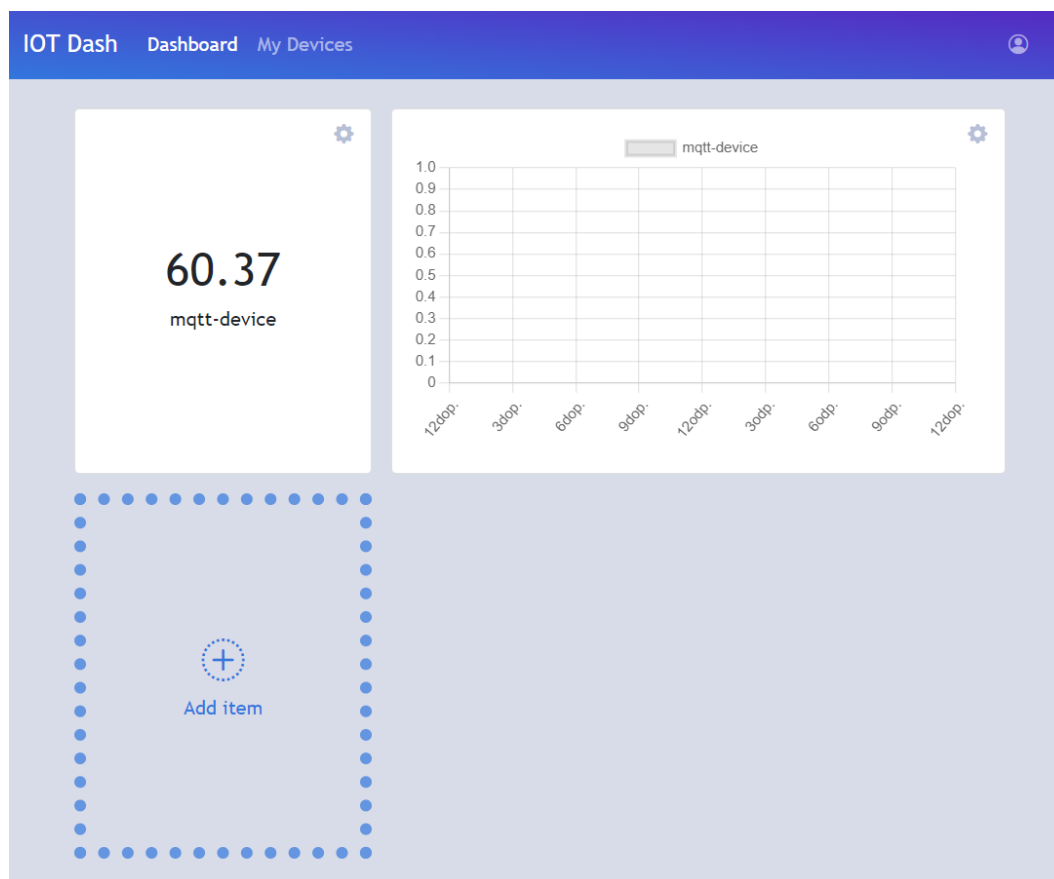 IOT Dash Dashboard My Devices
60.37
mqtt-device
mqtt-device
1.0
0.9
0.8
0.7
0.6
0.5
0.4
0.3
0.2
0.1
0
12dop. 3dop. 6dop. 9dop. 12odp. 3odp. 6odp. 9odp. 12dop.
Add item